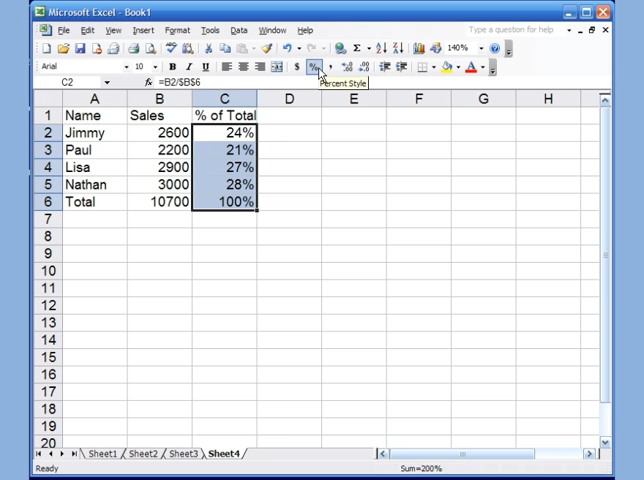 Microsoft Excel - Book1
File Edit View Insert Format Tools Data Window Help Type a question for help
Σ 140%
Arial 10 B I U $ % , A
Percent Style
C2 fx =B2/$B$6
A B C D E F G H
1 Name Sales % of Total
2 Jimmy 2600 24%
3 Paul 2200 21%
4 Lisa 2900 27%
5 Nathan 3000 28%
6 Total 10700 100%
7
8
9
10
11
12
13
14
15
16
17
18
19
20
Sheet1 Sheet2 Sheet3 Sheet4
Ready Sum=200%